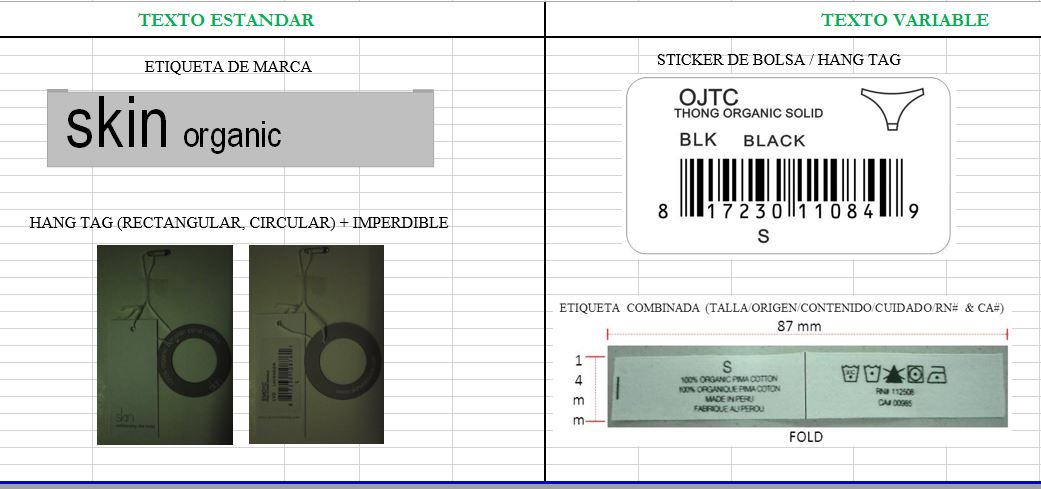 TEXTO ESTANDAR
ETIQUETA DE MARCA
skin organic
HANG TAG (RECTANGULAR, CIRCULAR) + IMPERDIBLE
skin
TEXTO VARIABLE
STICKER DE BOLSA / HANG TAG
OJTC
THONG ORGANIC SOLID
BLK BLACK
8 17230 11084 9
S
ETIQUETA COMBINADA (TALLA/ORIGEN/CONTENIDO/CUIDADO/RN# & CA#)
87 mm
14mm
S
100% ORGANIC PIMA COTTON
100% ORGANIQUE PIMA COTON
MADE IN PERU
FABRIQUE AU PEROU
RN# 112508
CA# 00985
FOLD